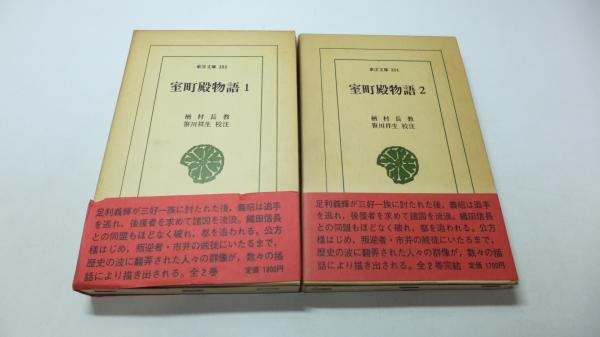 東洋文庫 380
室町殿物語 1
楢村長教
笹川祥生 校注
足利義輝が三好一族に討たれた後，義昭は追手
を逃れ，後援者を求めて諸国を流浪。織田信長
との同盟もほどなく破れ，都を追われる。公方
様はじめ，叛逆者・市井の銃徒にいたるまで，
歴史の波に翻弄された人々の群像が，数々の挿
話により描き出される。全2巻
定価 1800円
東洋文庫 384
室町殿物語 2
楢村長教
笹川祥生 校注
足利義輝が三好一族に討たれた後，義昭は追手
を逃れ，後援者を求めて諸国を流浪。織田信長
との同盟もほどなく破れ，都を追われる。公方
様はじめ，叛逆者・市井の銃徒にいたるまで，
歴史の波に翻弄された人々の群像が，数々の挿
話により描き出される。全2巻完結
定価 1700円